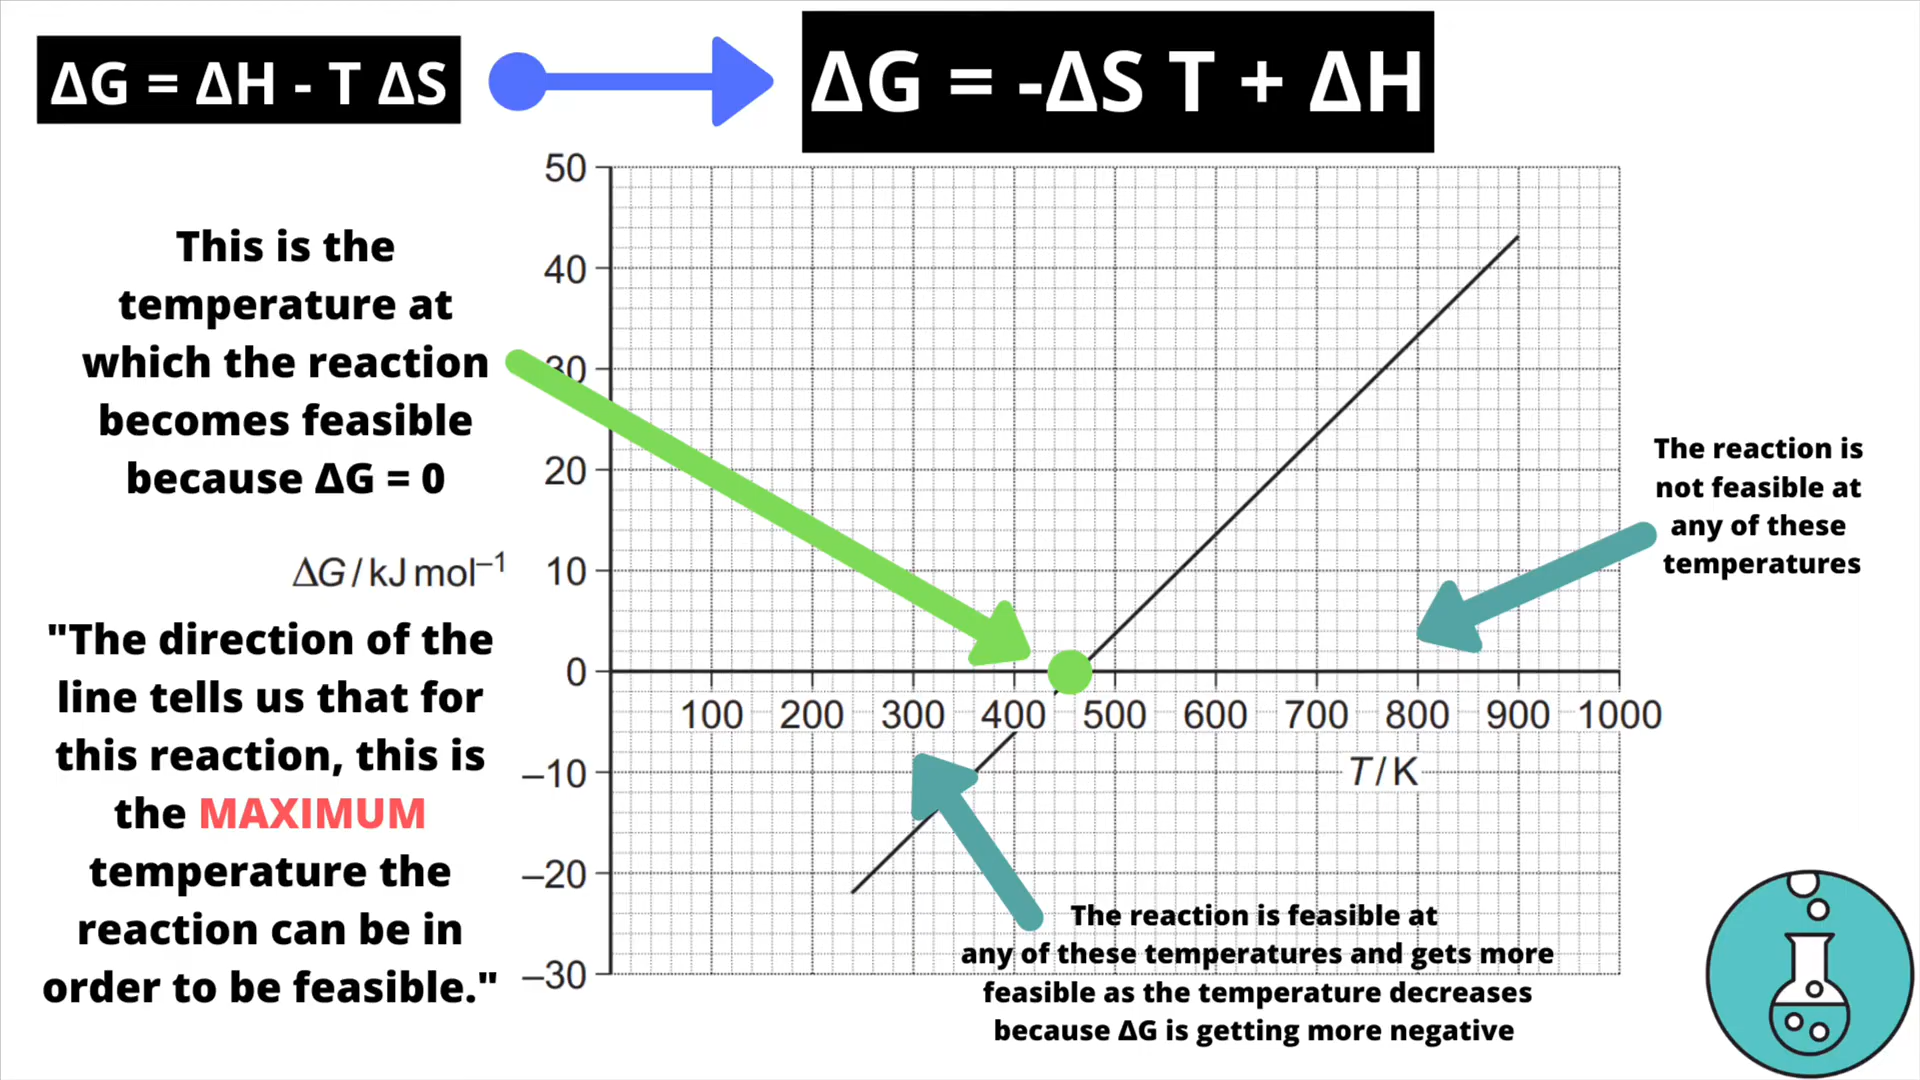 ΔG = ΔH - T ΔS
ΔG = -ΔS T + ΔH
This is the
temperature at
which the reaction
becomes feasible
because ΔG = 0
ΔG / kJ mol⁻¹
"The direction of the
line tells us that for
this reaction, this is
the MAXIMUM
temperature the
reaction can be in
order to be feasible."
50
40
30
20
10
0
–10
–20
–30
100 200 300 400 500 600 700 800 900 1000
T / K
The reaction is
not feasible at
any of these
temperatures
The reaction is feasible at
any of these temperatures and gets more
feasible as the temperature decreases
because ΔG is getting more negative